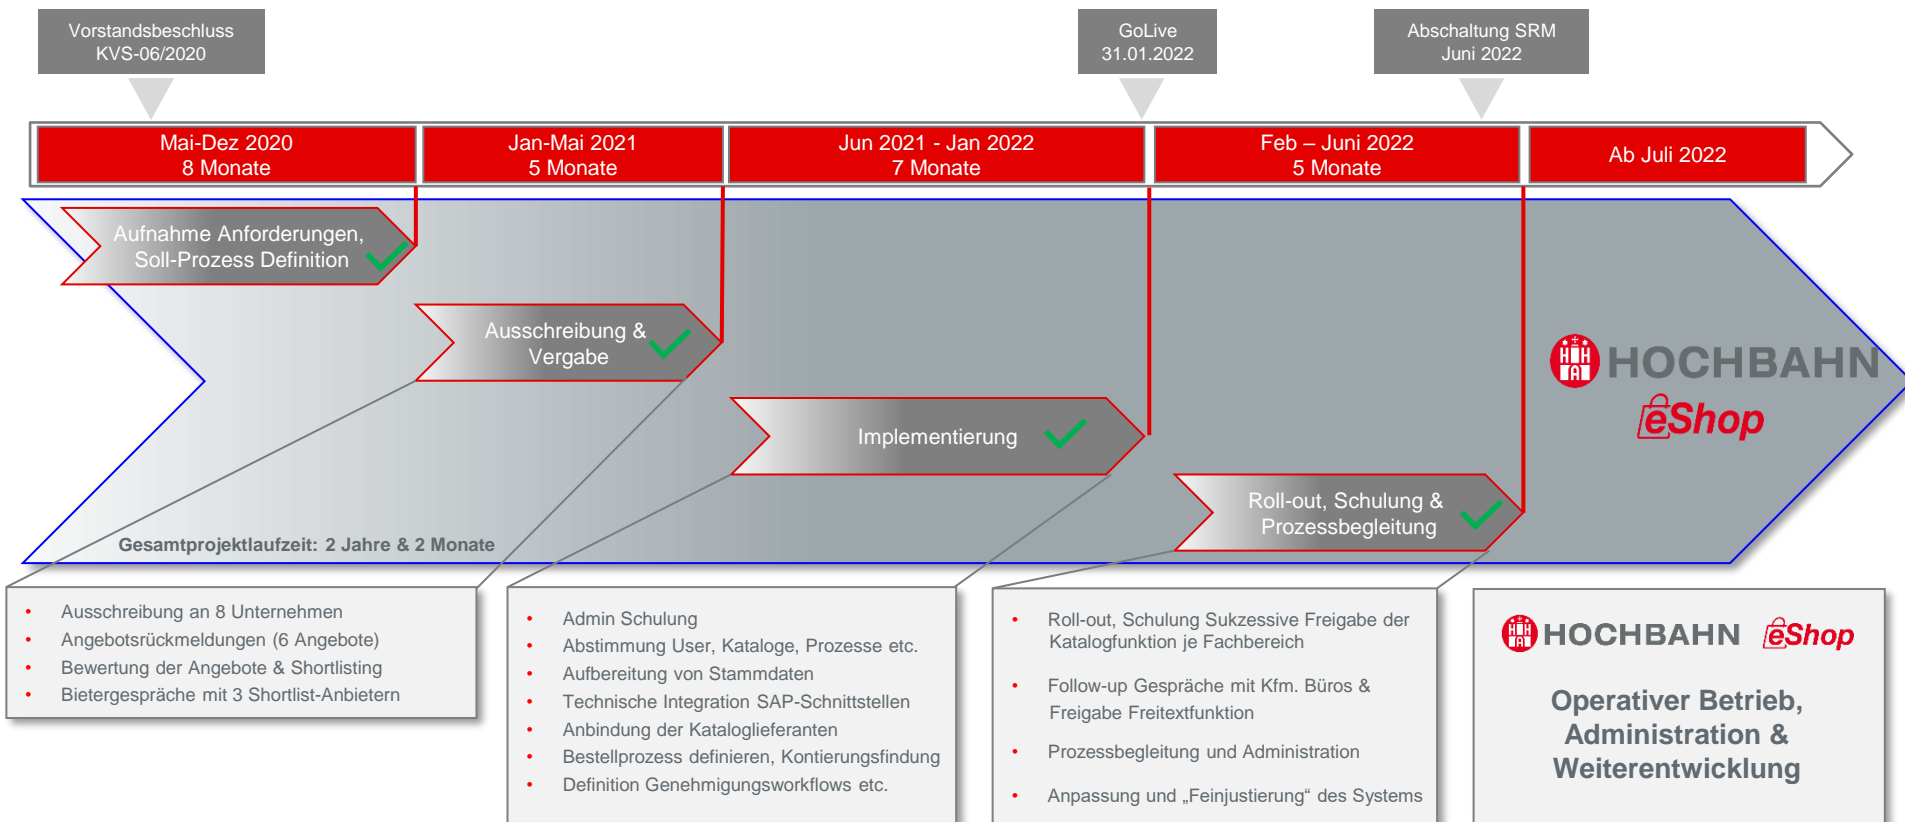 Vorstandsbeschluss
KVS-06/2020
GoLive
31.01.2022
Abschaltung SRM
Juni 2022
Mai-Dez 2020
8 Monate
Jan-Mai 2021
5 Monate
Jun 2021 - Jan 2022
7 Monate
Feb – Juni 2022
5 Monate
Ab Juli 2022
Aufnahme Anforderungen,
Soll-Prozess Definition
Ausschreibung &
Vergabe
Implementierung
Roll-out, Schulung &
Prozessbegleitung
HOCHBAHN
eShop
Gesamtprojektlaufzeit: 2 Jahre & 2 Monate
• Ausschreibung an 8 Unternehmen
• Angebotsrückmeldungen (6 Angebote)
• Bewertung der Angebote & Shortlisting
• Bietergespräche mit 3 Shortlist-Anbietern
• Admin Schulung
• Abstimmung User, Kataloge, Prozesse etc.
• Aufbereitung von Stammdaten
• Technische Integration SAP-Schnittstellen
• Anbindung der Kataloglieferanten
• Bestellprozess definieren, Kontierungsfindung
• Definition Genehmigungsworkflows etc.
• Roll-out, Schulung Sukzessive Freigabe der
Katalogfunktion je Fachbereich
• Follow-up Gespräche mit Kfm. Büros &
Freigabe Freitextfunktion
• Prozessbegleitung und Administration
• Anpassung und „Feinjustierung“ des Systems
HOCHBAHN eShop
Operativer Betrieb,
Administration &
Weiterentwicklung